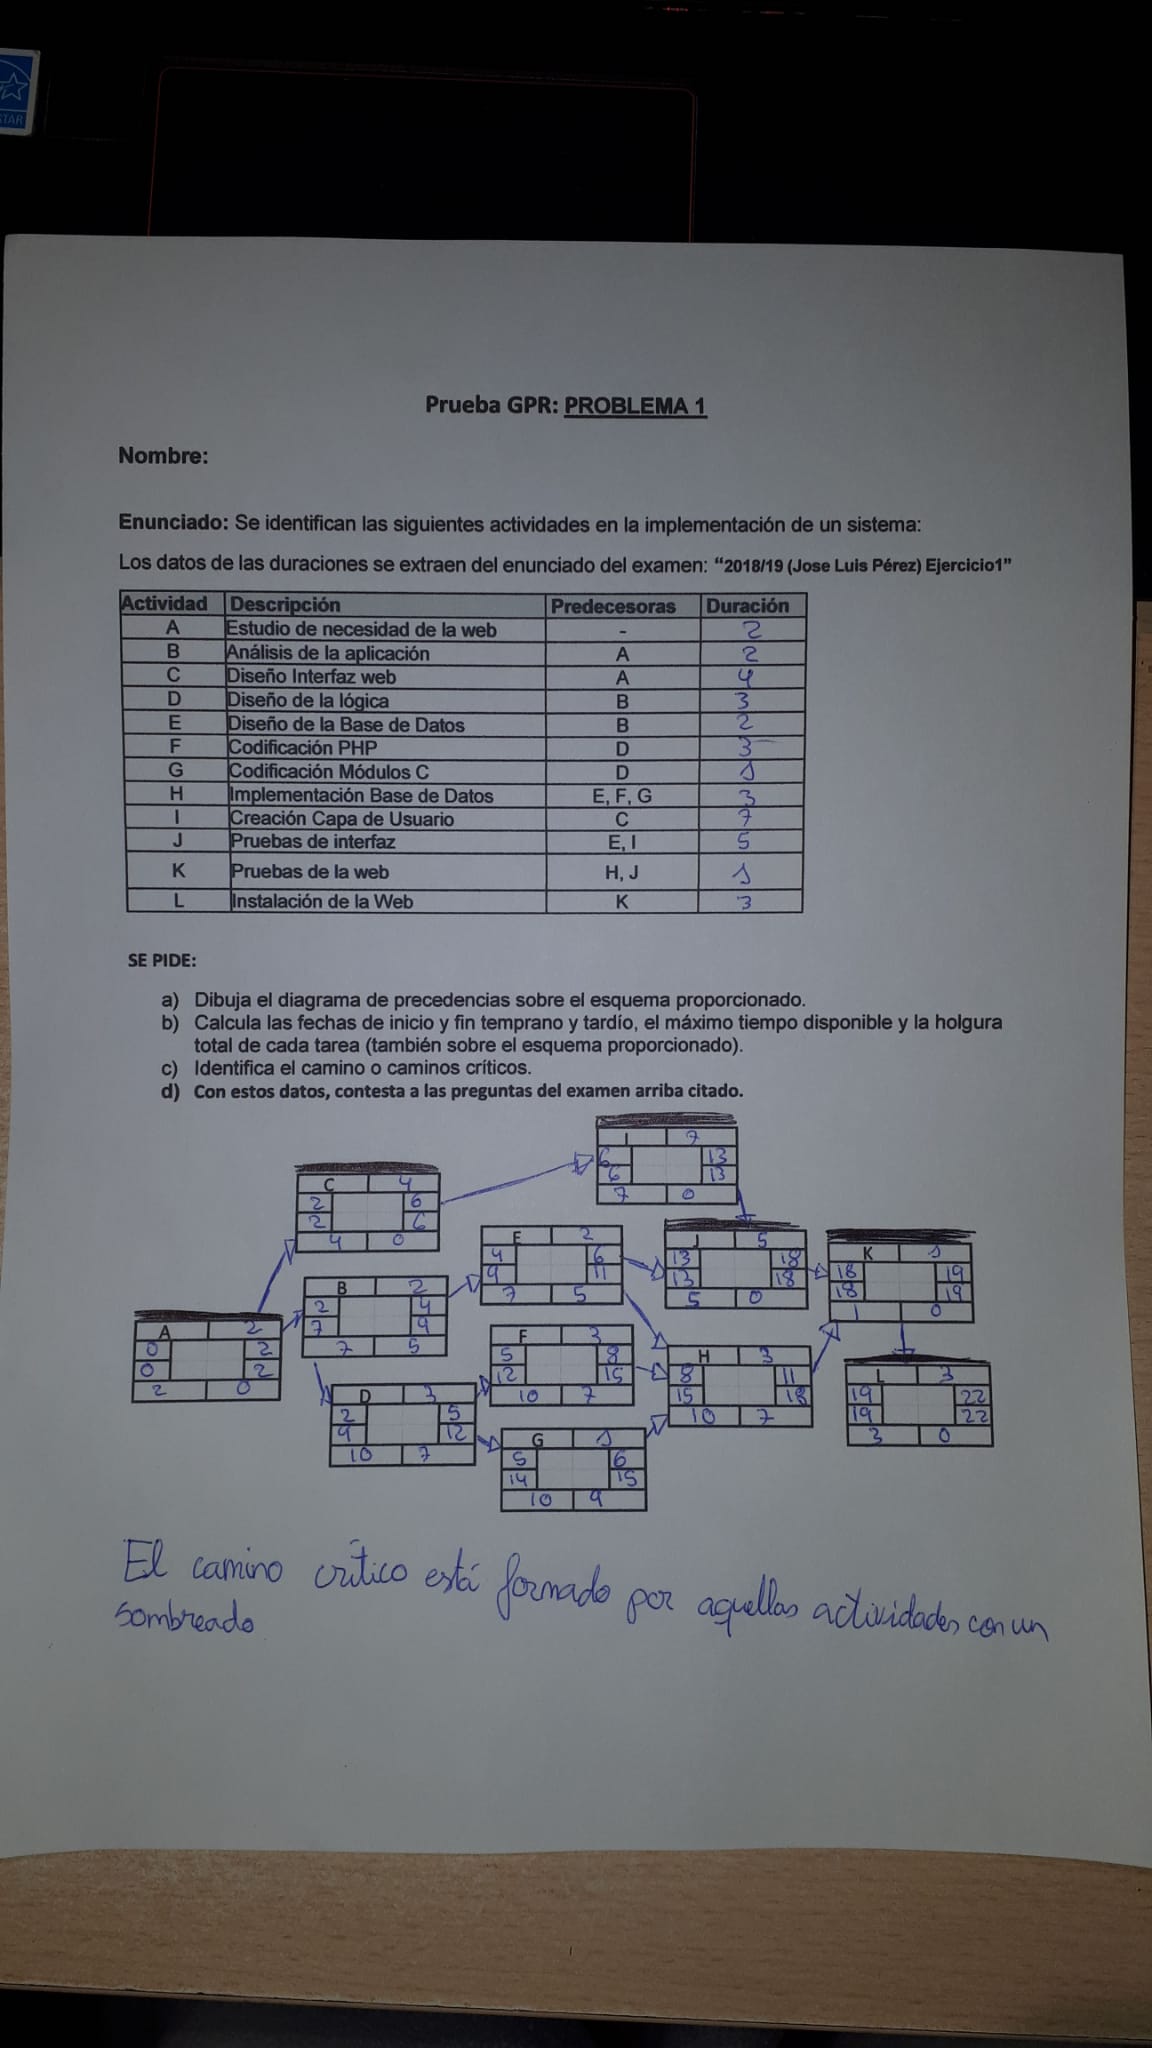 STAR
Prueba GPR: PROBLEMA 1
Nombre:
Enunciado: Se identifican las siguientes actividades en la implementación de un sistema:
Los datos de las duraciones se extraen del enunciado del examen: “2018/19 (Jose Luis Pérez) Ejercicio1”
Actividad Descripción Predecesoras Duración
A Estudio de necesidad de la web - 2
B Análisis de la aplicación A 2
C Diseño Interfaz web A 4
D Diseño de la lógica B 3
E Diseño de la Base de Datos B 2
F Codificación PHP D 3
G Codificación Módulos C D 1
H Implementación Base de Datos E, F, G 3
I Creación Capa de Usuario C 7
J Pruebas de interfaz E, I 5
K Pruebas de la web H, J 1
L Instalación de la Web K 3
SE PIDE:
a) Dibuja el diagrama de precedencias sobre el esquema proporcionado.
b) Calcula las fechas de inicio y fin temprano y tardío, el máximo tiempo disponible y la holgura
total de cada tarea (también sobre el esquema proporcionado).
c) Identifica el camino o caminos críticos.
d) Con estos datos, contesta a las preguntas del examen arriba citado.
I 7
6 13
6 13
7 0
C 4
2 6
2 6
4 0
E 2
4 6
9 11
7 5
J 5
13 18
13 18
5 0
K 1
18 19
18 19
1 0
B 2
2 4
7 9
7 5
A 2
0 2
0 2
2 0
F 3
5 8
12 15
10 7
H 3
8 11
15 18
10 7
L 3
19 22
19 22
3 0
D 3
2 5
9 12
10 7
G 1
5 6
14 15
10 9
El camino crítico está formado por aquellas actividades con un
sombreado